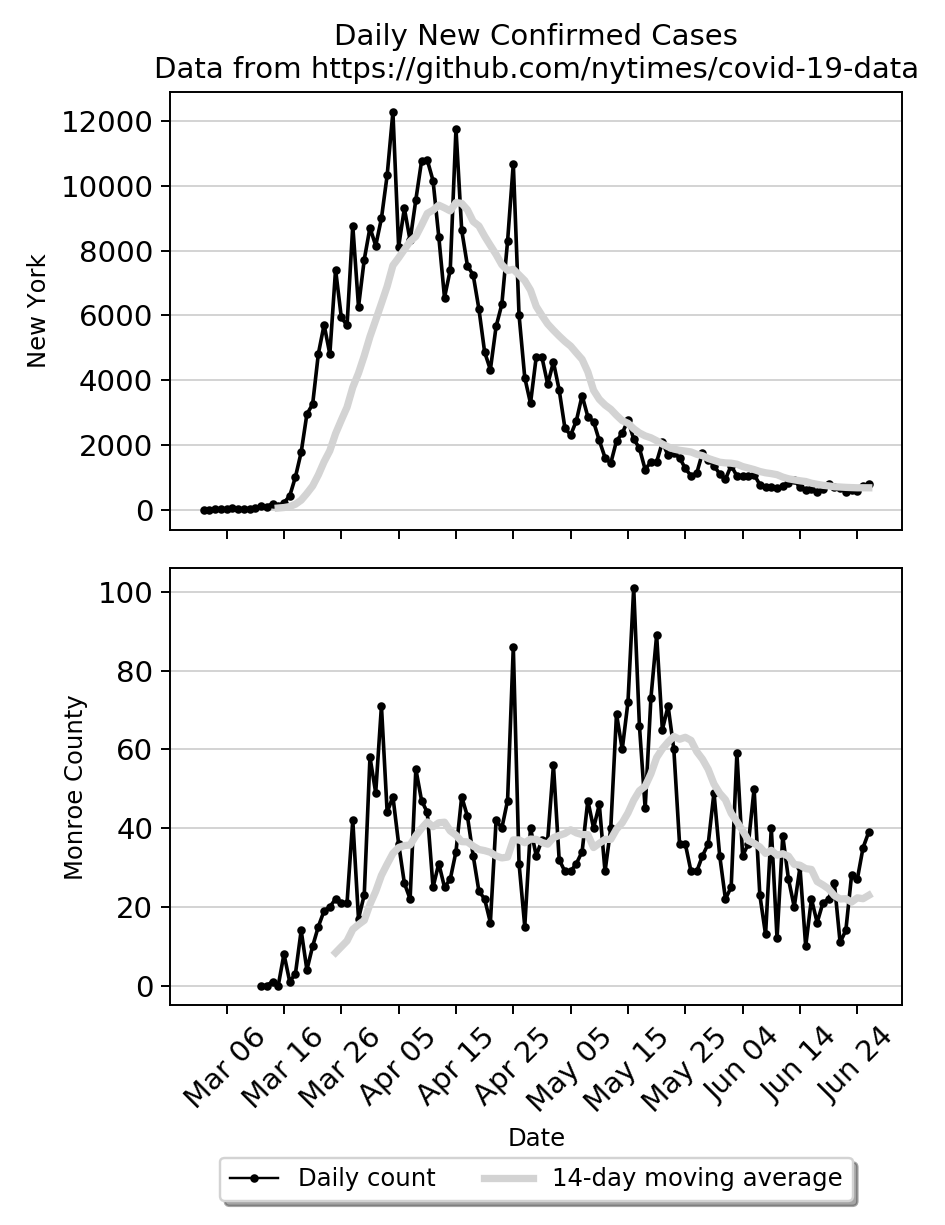 Daily New Confirmed Cases
Data from https://github.com/nytimes/covid-19-data
12000
10000
8000
6000
4000
2000
0
New York
100
80
60
40
20
0
Monroe County
Mar 06
Mar 16
Mar 26
Apr 05
Apr 15
Apr 25
May 05
May 15
May 25
Jun 04
Jun 14
Jun 24
Date
Daily count
14-day moving average